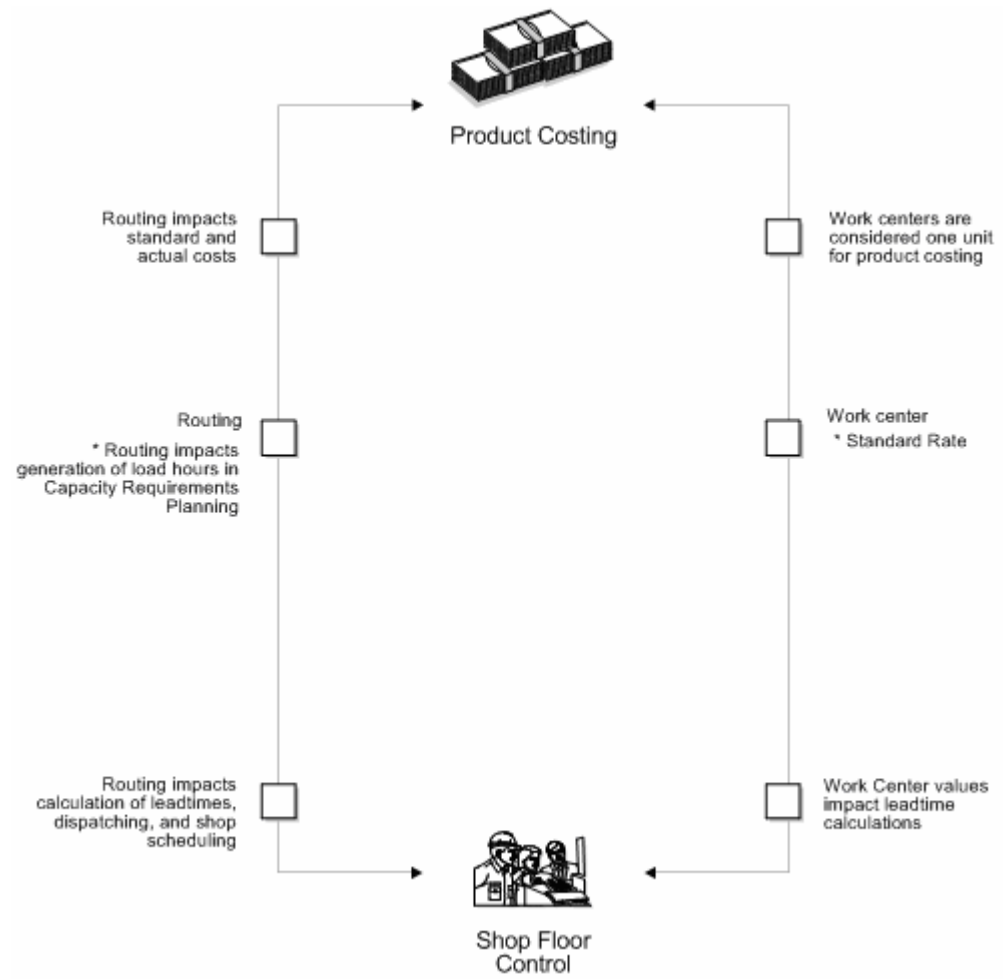 Product Costing
Routing impacts
standard and
actual costs
Work centers are
considered one unit
for product costing
Routing
* Routing impacts
generation of load hours in
Capacity Requirements
Planning
Work center
* Standard Rate
Routing impacts
calculation of leadtimes,
dispatching, and shop
scheduling
Work Center values
impact leadtime
calculations
Shop Floor
Control